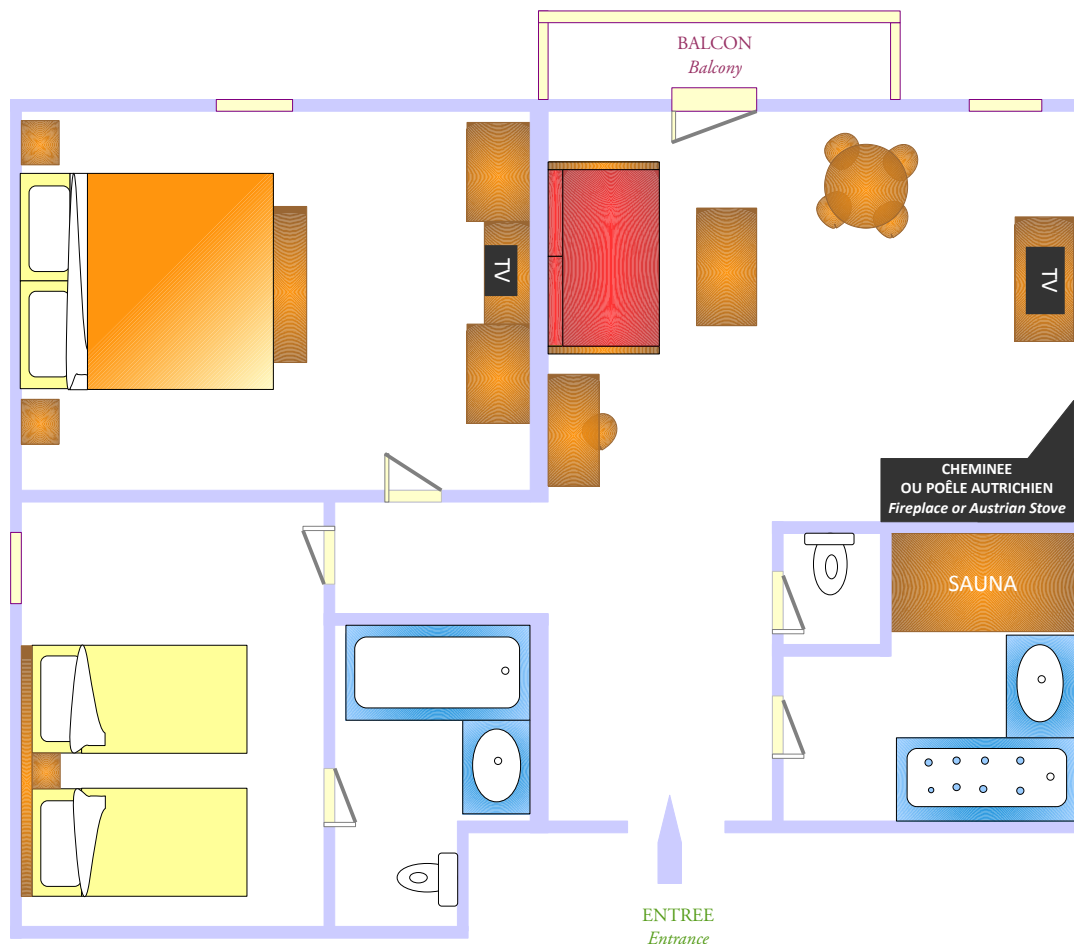 BALCON
Balcony
TV
TV
CHEMINEE
OU POÊLE AUTRICHIEN
Fireplace or Austrian Stove
SAUNA
ENTREE
Entrance